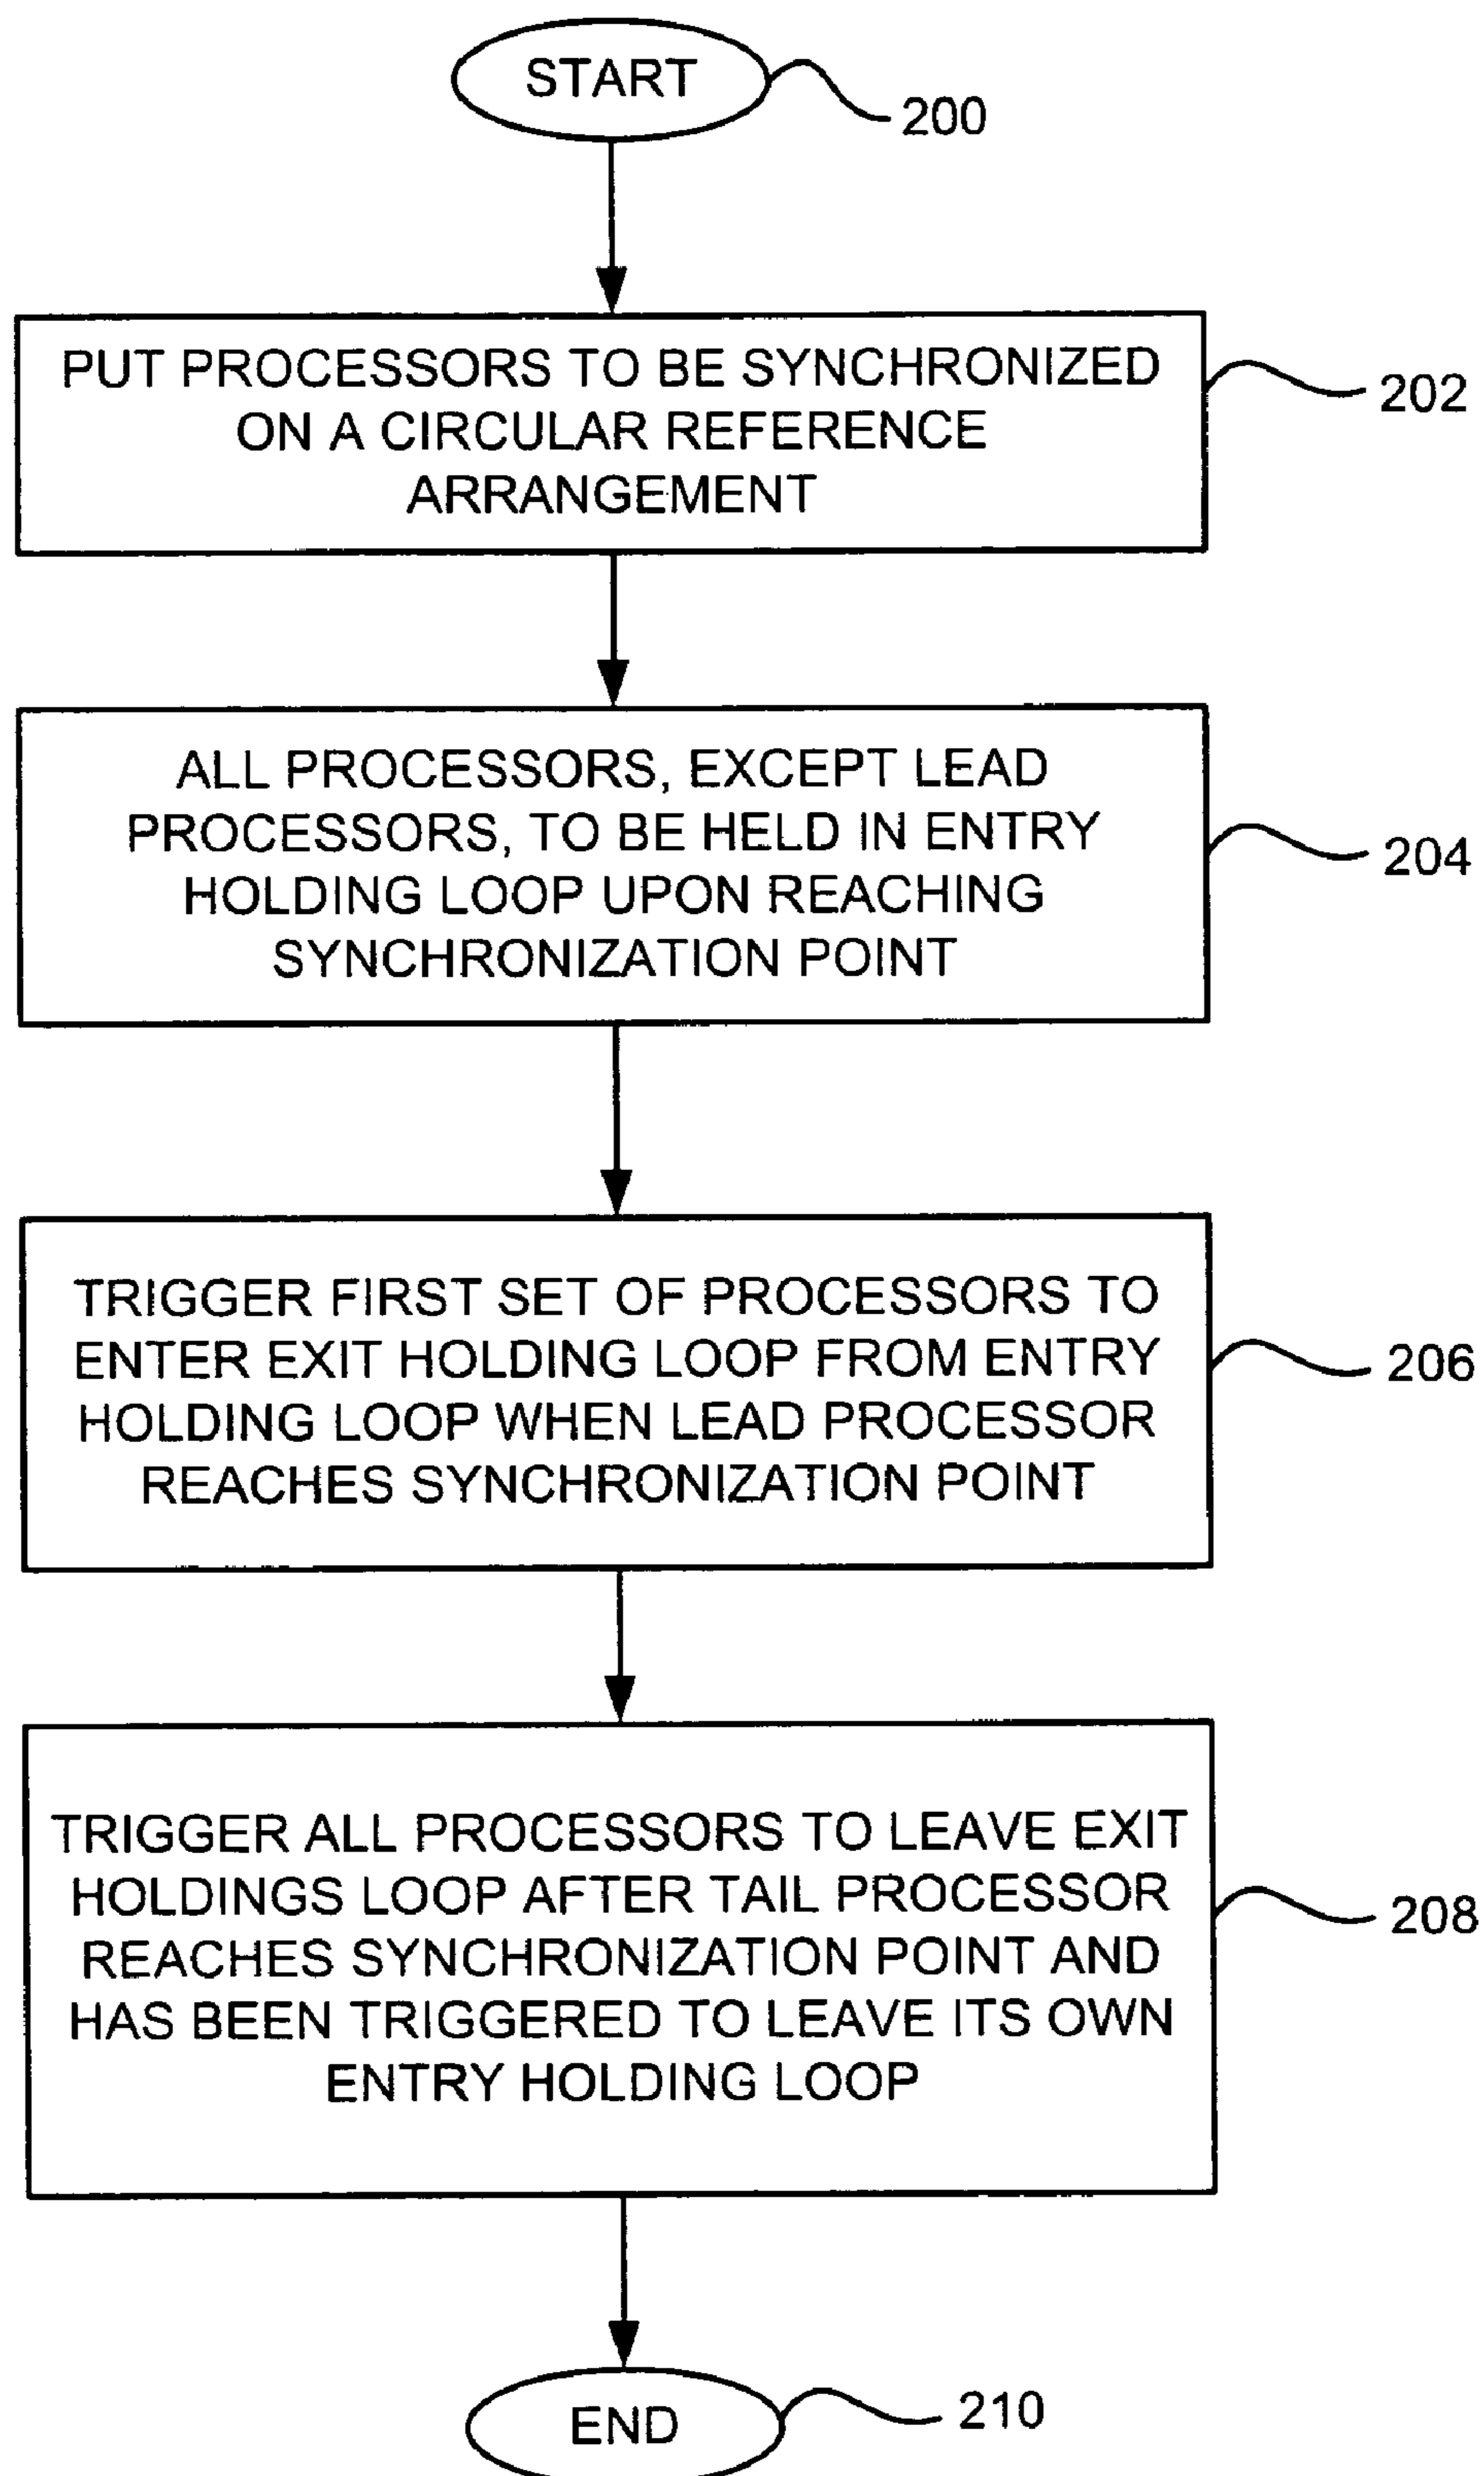 START
200
PUT PROCESSORS TO BE SYNCHRONIZED
ON A CIRCULAR REFERENCE
ARRANGEMENT
202
ALL PROCESSORS, EXCEPT LEAD
PROCESSORS, TO BE HELD IN ENTRY
HOLDING LOOP UPON REACHING
SYNCHRONIZATION POINT
204
TRIGGER FIRST SET OF PROCESSORS TO
ENTER EXIT HOLDING LOOP FROM ENTRY
HOLDING LOOP WHEN LEAD PROCESSOR
REACHES SYNCHRONIZATION POINT
206
TRIGGER ALL PROCESSORS TO LEAVE EXIT
HOLDINGS LOOP AFTER TAIL PROCESSOR
REACHES SYNCHRONIZATION POINT AND
HAS BEEN TRIGGERED TO LEAVE ITS OWN
ENTRY HOLDING LOOP
208
END
210